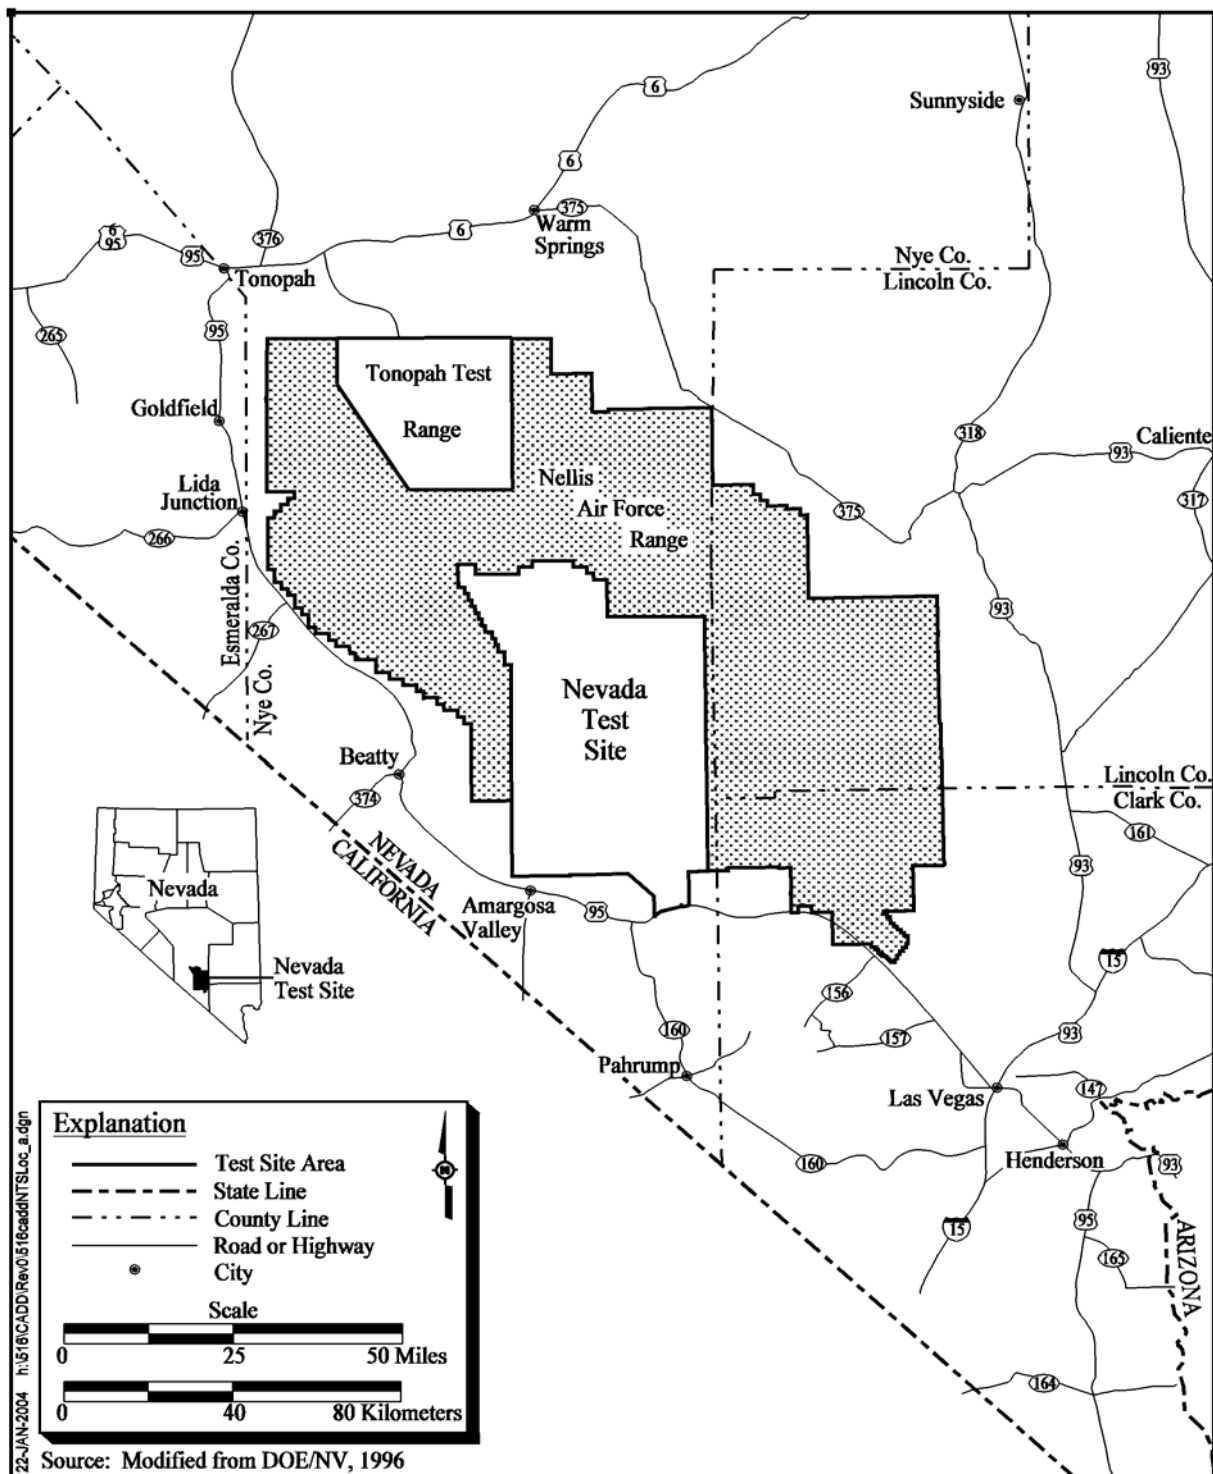 93
6
Sunnyside
6
375
Warm
Springs
6
95
95
376
6
Tonopah
Nye Co.
Lincoln Co.
265
95
Tonopah Test
Range
Goldfield
318
93
Caliente
Nellis
Air Force
Range
Lida
Junction
375
317
266
Esmeralda Co.
Nye Co.
267
93
Nevada
Test
Site
Beatty
374
Lincoln Co.
Clark Co.
161
NEVADA
CALIFORNIA
93
Nevada
Amargosa
Valley
95
Nevada
Test Site
15
156
160
157
93
Pahrump
Las Vegas
147
160
Henderson
93
15
95
165
ARIZONA
164
Explanation
Test Site Area
State Line
County Line
Road or Highway
City
N
Scale
0 25 50 Miles
0 40 80 Kilometers
22-JAN-2004 h:\516\CADD\Rev0\516caddNTSLoc_a.dgn
Source: Modified from DOE/NV, 1996